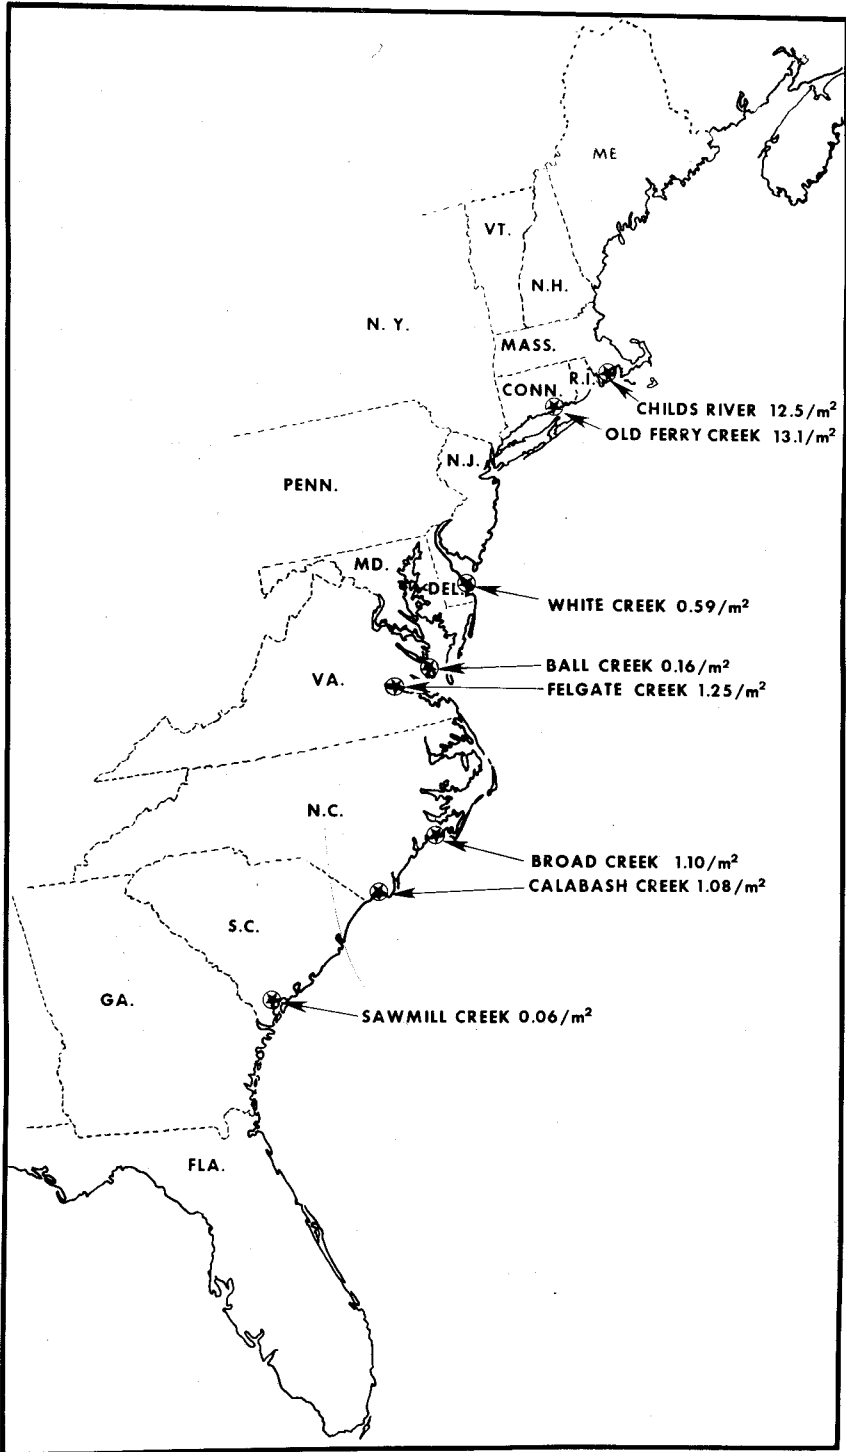 ME
VT.
N.H.
N. Y.
MASS.
CONN.
R.I.
CHILDS RIVER 12.5/m²
OLD FERRY CREEK 13.1/m²
N.J.
PENN.
MD.
DEL.
WHITE CREEK 0.59/m²
BALL CREEK 0.16/m²
VA.
FELGATE CREEK 1.25/m²
N.C.
BROAD CREEK 1.10/m²
CALABASH CREEK 1.08/m²
S.C.
GA.
SAWMILL CREEK 0.06/m²
FLA.